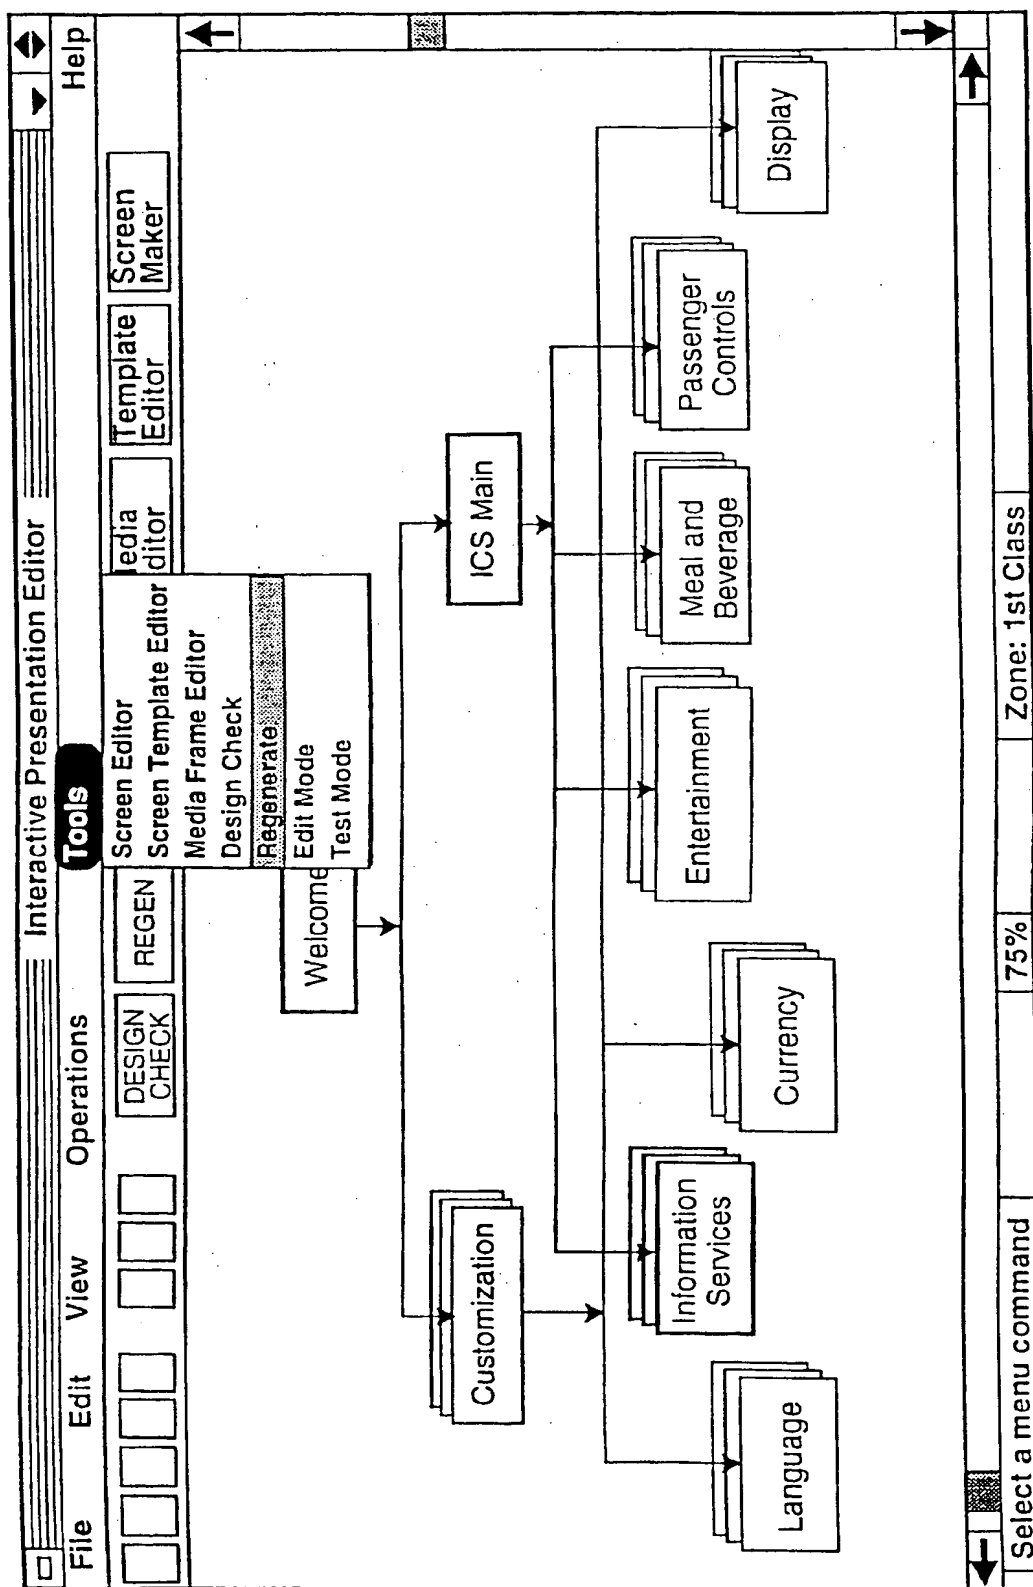 Interactive Presentation Editor
File Edit View Operations Tools Help
DESIGN
CHECK
REGEN
edia
ditor
Template
Editor
Screen
Maker
Screen Editor
Screen Template Editor
Media Frame Editor
Design Check
Regenerate
Edit Mode
Test Mode
Welcome
Customization
ICS Main
Information
Services
Entertainment
Meal and
Beverage
Passenger
Controls
Language
Currency
Display
Select a menu command
75%
Zone: 1st Class